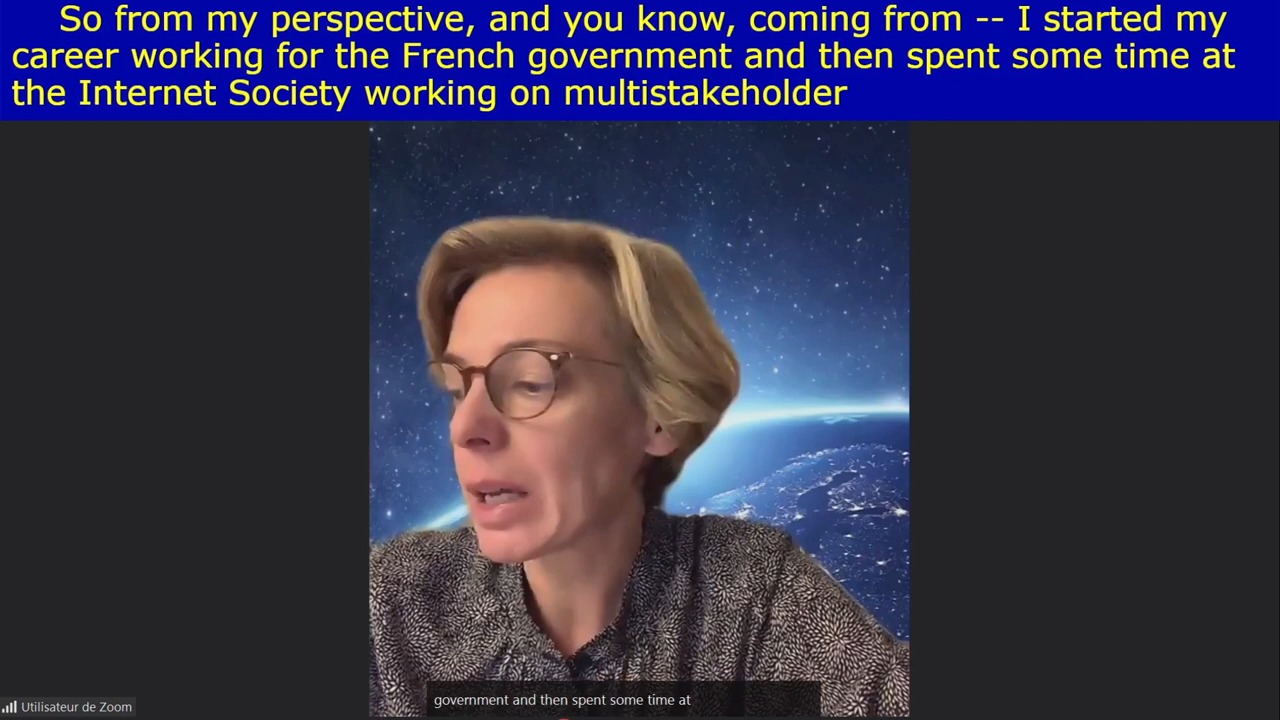 So from my perspective, and you know, coming from -- I started my
career working for the French government and then spent some time at
the Internet Society working on multistakeholder
government and then spent some time at
Utilisateur de Zoom